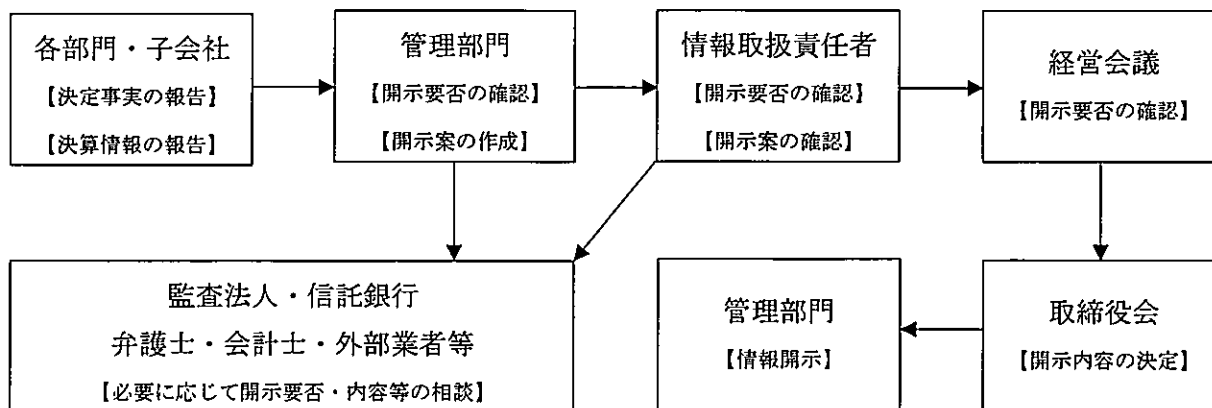 各部門・子会社
【決定事実の報告】
【決算情報の報告】
管理部門
【開示要否の確認】
【開示案の作成】
情報取扱責任者
【開示要否の確認】
【開示案の確認】
経営会議
【開示要否の確認】
監査法人・信託銀行
弁護士・会計士・外部業者等
【必要に応じて開示要否・内容等の相談】
管理部門
【情報開示】
取締役会
【開示内容の決定】